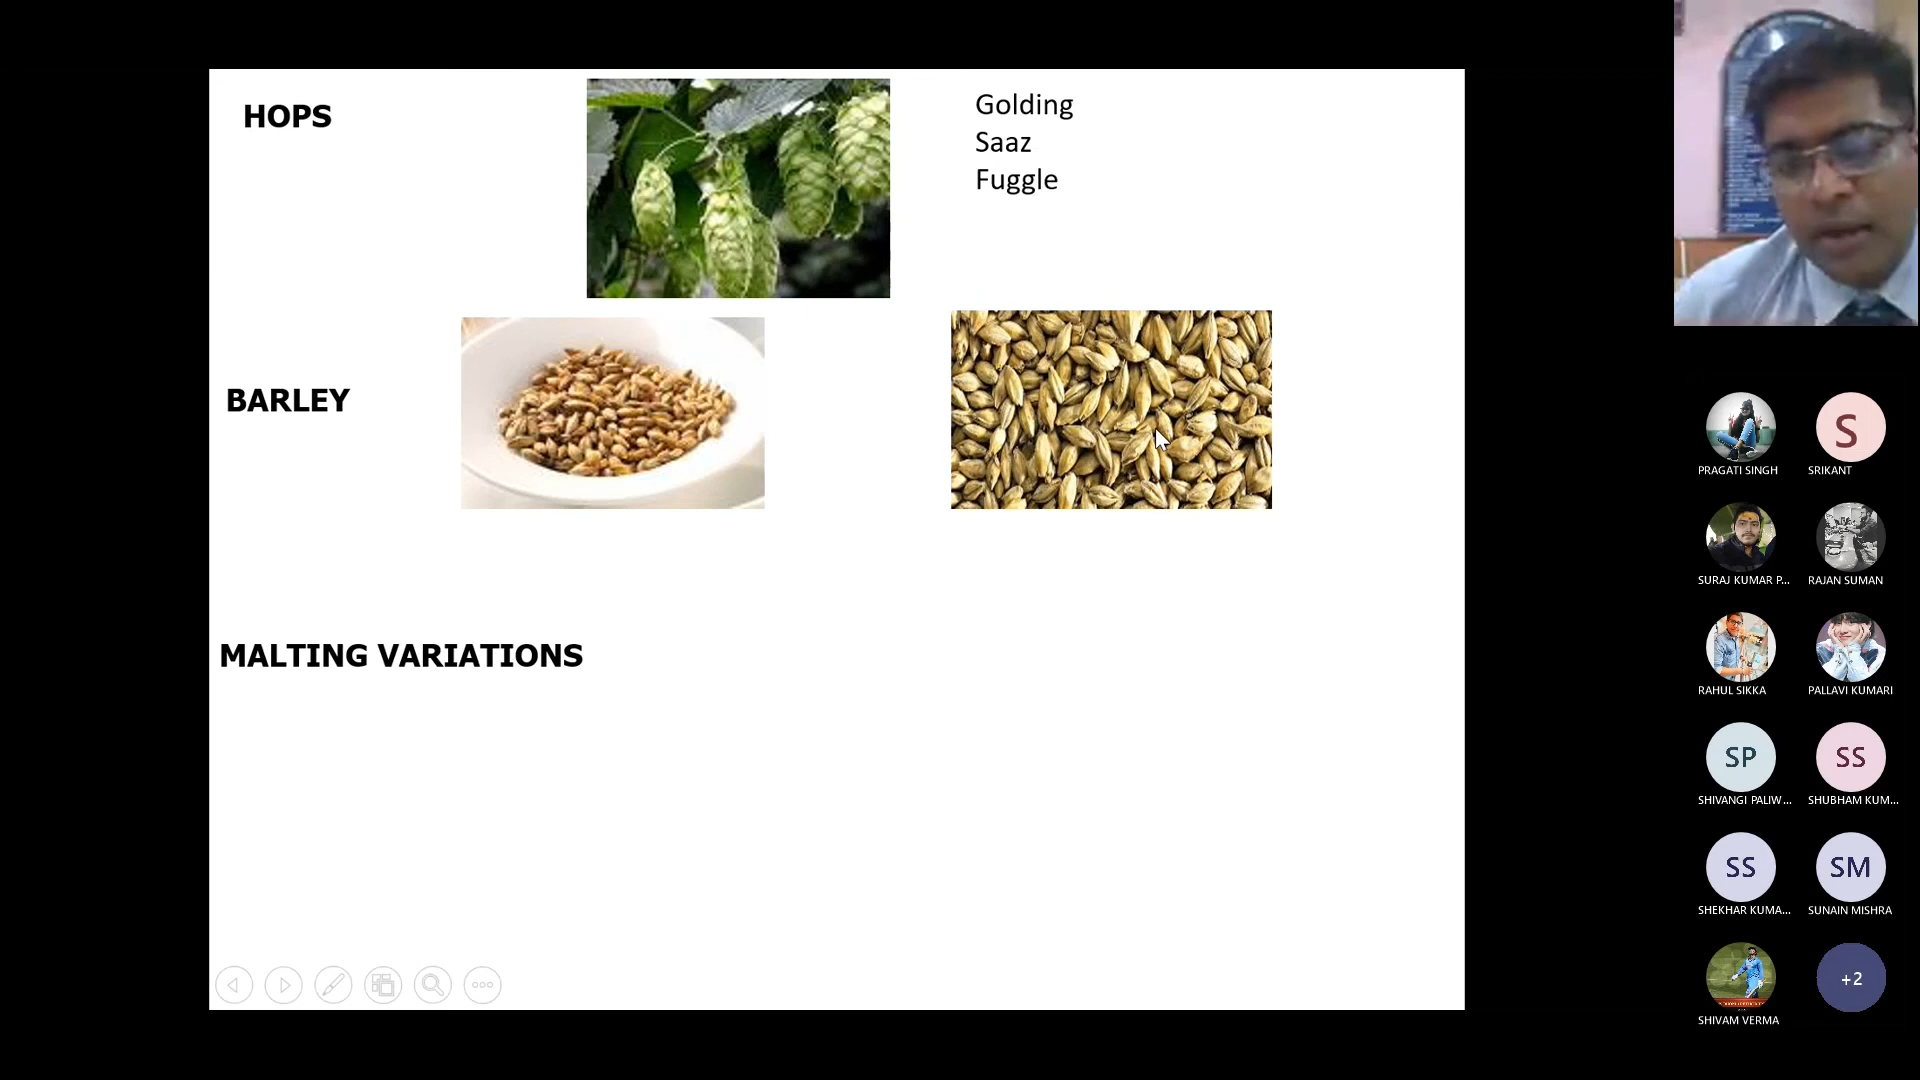 HOPS
Golding
Saaz
Fuggle
BARLEY
MALTING VARIATIONS
PRAGATI SINGH
S
SRIKANT
SURAJ KUMAR P...
RAJAN SUMAN
RAHUL SIKKA
PALLAVI KUMARI
SP
SHIVANGI PALIW...
SS
SHUBHAM KUM...
SS
SHEKHAR KUMA...
SM
SUNAIN MISHRA
SHIVAM VERMA
+2